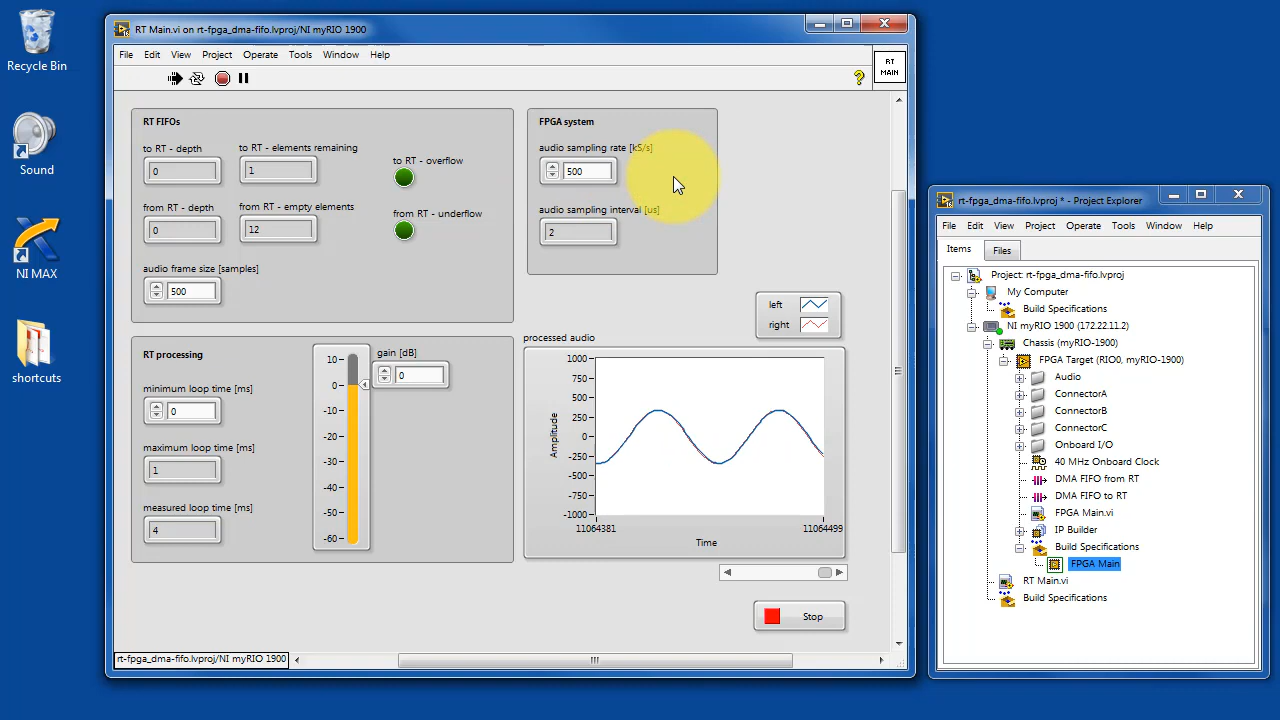 Recycle Bin
Sound
NI MAX
shortcuts
RT Main.vi on rt-fpga_dma-fifo.lvproj/NI myRIO 1900
File Edit View Project Operate Tools Window Help
?
RT
MAIN
RT FIFOs
to RT - depth
0
to RT - elements remaining
1
to RT - overflow
from RT - depth
0
from RT - empty elements
12
from RT - underflow
audio frame size [samples]
500
FPGA system
audio sampling rate [kS/s]
500
audio sampling interval [us]
2
RT processing
minimum loop time [ms]
0
maximum loop time [ms]
1
measured loop time [ms]
4
10
0
-10
-20
-30
-40
-50
-60
gain [dB]
0
left
right
processed audio
Amplitude
1000
750
500
250
0
-250
-500
-750
-1000
11064381 11064499
Time
Stop
rt-fpga_dma-fifo.lvproj/NI myRIO 1900
rt-fpga_dma-fifo.lvproj * - Project Explorer
File Edit View Project Operate Tools Window Help
Items Files
Project: rt-fpga_dma-fifo.lvproj
My Computer
Build Specifications
NI myRIO 1900 (172.22.11.2)
Chassis (myRIO-1900)
FPGA Target (RIO0, myRIO-1900)
Audio
ConnectorA
ConnectorB
ConnectorC
Onboard I/O
40 MHz Onboard Clock
DMA FIFO from RT
DMA FIFO to RT
FPGA Main.vi
IP Builder
Build Specifications
FPGA Main
RT Main.vi
Build Specifications